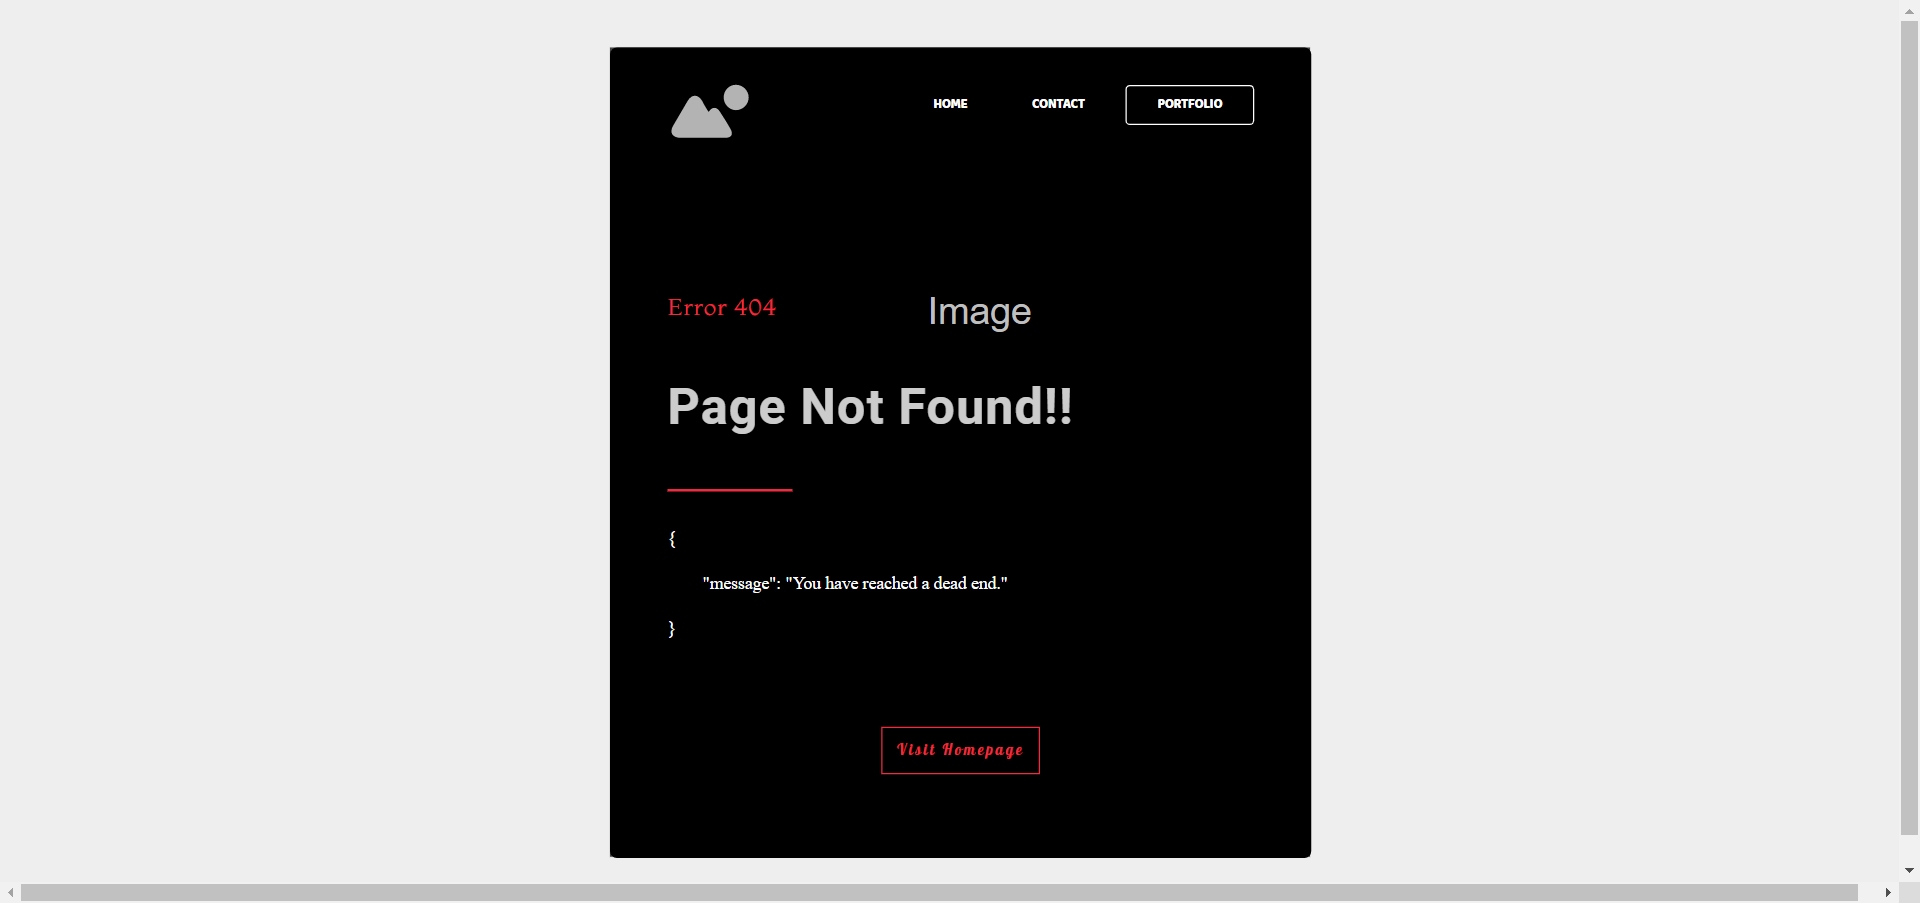 HOME CONTACT PORTFOLIO
Error 404 Image
Page Not Found!!
{
"message": "You have reached a dead end."
}
Visit Homepage